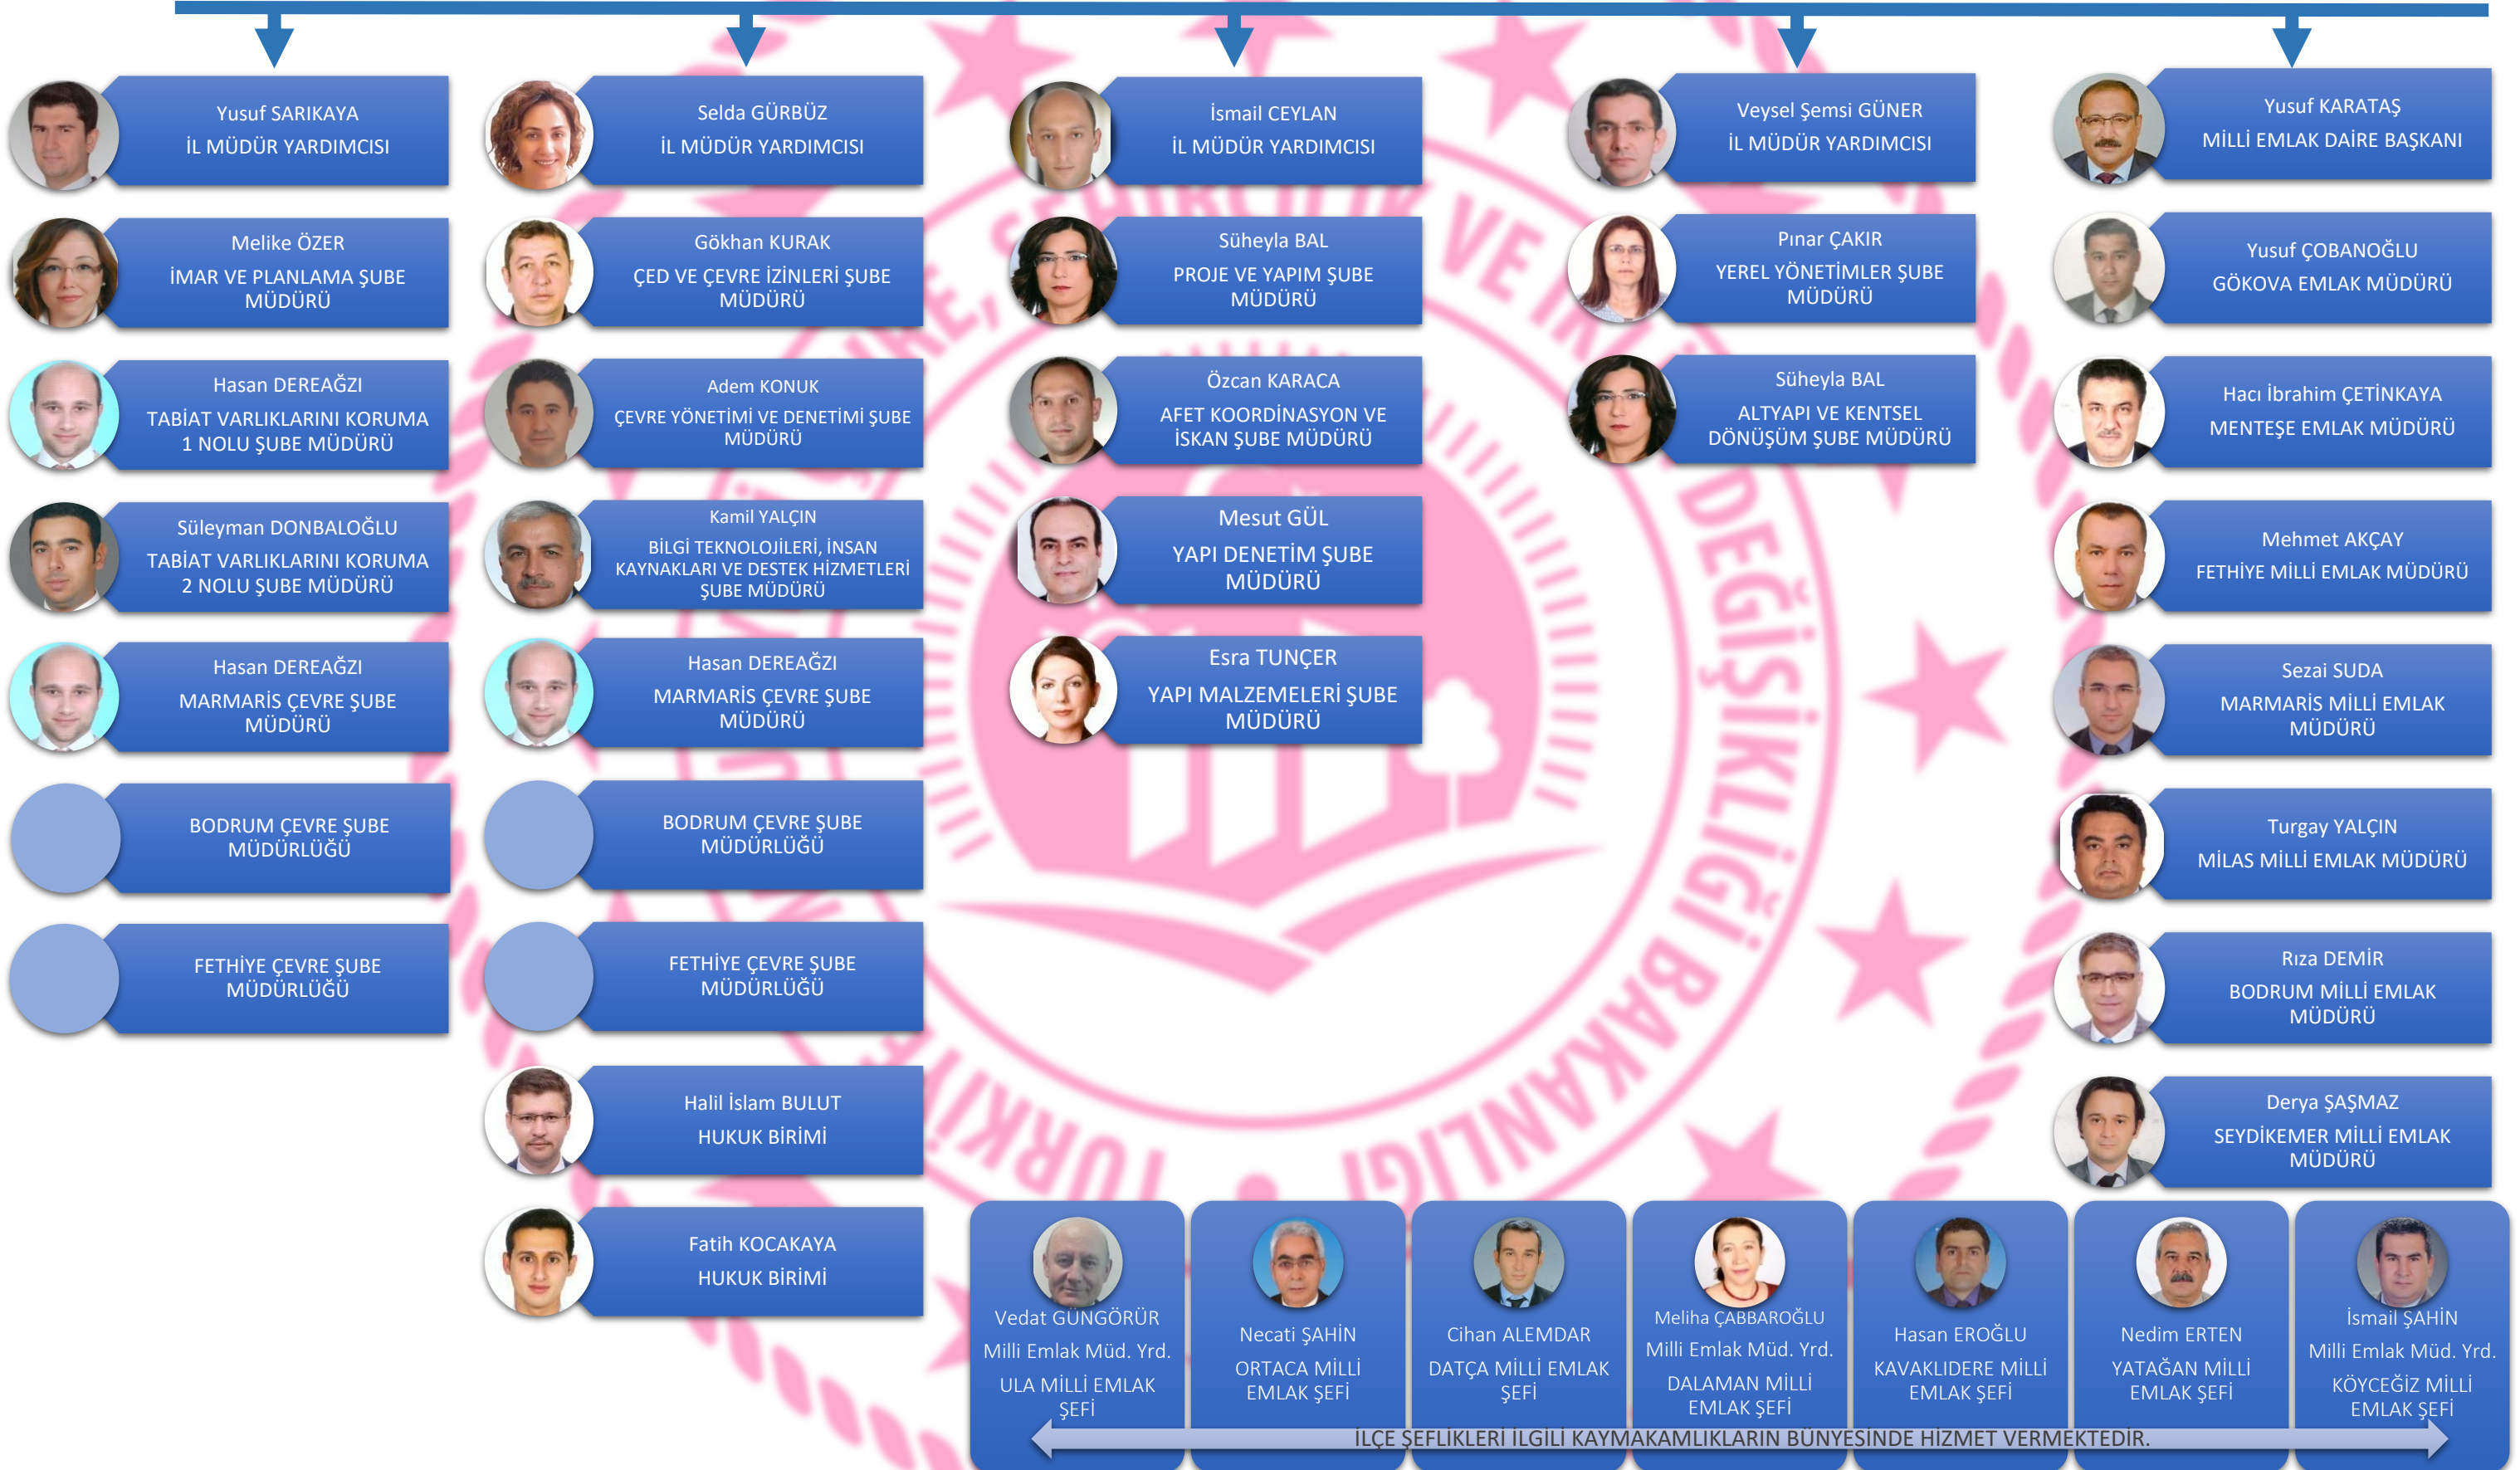 Yusuf SARIKAYA
İL MÜDÜR YARDIMCISI
Melike ÖZER
İMAR VE PLANLAMA ŞUBE
MÜDÜRÜ
Hasan DEREAĞZI
TABİAT VARLIKLARINI KORUMA
1 NOLU ŞUBE MÜDÜRÜ
Süleyman DONBALOĞLU
TABİAT VARLIKLARINI KORUMA
2 NOLU ŞUBE MÜDÜRÜ
Hasan DEREAĞZI
MARMARİS ÇEVRE ŞUBE
MÜDÜRÜ
BODRUM ÇEVRE ŞUBE
MÜDÜRLÜĞÜ
FETHİYE ÇEVRE ŞUBE
MÜDÜRLÜĞÜ
Selda GÜRBÜZ
İL MÜDÜR YARDIMCISI
Gökhan KURAK
ÇED VE ÇEVRE İZİNLERİ ŞUBE
MÜDÜRÜ
Adem KONUK
ÇEVRE YÖNETİMİ VE DENETİMİ ŞUBE
MÜDÜRÜ
Kamil YALÇIN
BİLGİ TEKNOLOJİLERİ, İNSAN
KAYNAKLARI VE DESTEK HİZMETLERİ
ŞUBE MÜDÜRÜ
Hasan DEREAĞZI
MARMARİS ÇEVRE ŞUBE
MÜDÜRÜ
BODRUM ÇEVRE ŞUBE
MÜDÜRLÜĞÜ
FETHİYE ÇEVRE ŞUBE
MÜDÜRLÜĞÜ
Halil İslam BULUT
HUKUK BİRİMİ
Fatih KOCAKAYA
HUKUK BİRİMİ
İsmail CEYLAN
İL MÜDÜR YARDIMCISI
Süheyla BAL
PROJE VE YAPIM ŞUBE
MÜDÜRÜ
Özcan KARACA
AFET KOORDİNASYON VE
İSKAN ŞUBE MÜDÜRÜ
Mesut GÜL
YAPI DENETİM ŞUBE
MÜDÜRÜ
Esra TUNÇER
YAPI MALZEMELERİ ŞUBE
MÜDÜRÜ
Veysel Şemsi GÜNER
İL MÜDÜR YARDIMCISI
Pınar ÇAKIR
YEREL YÖNETİMLER ŞUBE
MÜDÜRÜ
Süheyla BAL
ALTYAPI VE KENTSEL
DÖNÜŞÜM ŞUBE MÜDÜRÜ
Yusuf KARATAŞ
MİLLİ EMLAK DAİRE BAŞKANI
Yusuf ÇOBANOĞLU
GÖKOVA EMLAK MÜDÜRÜ
Hacı İbrahim ÇETİNKAYA
MENTEŞE EMLAK MÜDÜRÜ
Mehmet AKÇAY
FETHİYE MİLLİ EMLAK MÜDÜRÜ
Sezai SUDA
MARMARİS MİLLİ EMLAK
MÜDÜRÜ
Turgay YALÇIN
MİLAS MİLLİ EMLAK MÜDÜRÜ
Rıza DEMİR
BODRUM MİLLİ EMLAK
MÜDÜRÜ
Derya ŞAŞMAZ
SEYDİKEMER MİLLİ EMLAK
MÜDÜRÜ
Vedat GÜNGÖRÜR
Milli Emlak Müd. Yrd.
ULA MİLLİ EMLAK
ŞEFİ
Necati ŞAHİN
ORTACA MİLLİ
EMLAK ŞEFİ
Cihan ALEMDAR
DATÇA MİLLİ EMLAK
ŞEFİ
Meliha ÇABBAROĞLU
Milli Emlak Müd. Yrd.
DALAMAN MİLLİ
EMLAK ŞEFİ
Hasan EROĞLU
KAVAKLIDERE MİLLİ
EMLAK ŞEFİ
Nedim ERTEN
YATAĞAN MİLLİ
EMLAK ŞEFİ
İsmail ŞAHİN
Milli Emlak Müd. Yrd.
KÖYCEĞİZ MİLLİ
EMLAK ŞEFİ
İLÇE ŞEFLİKLERİ İLGİLİ KAYMAKAMLIKLARIN BÜNYESİNDE HİZMET VERMEKTEDİR.
VE
DEĞİŞİKLİĞİ BAKANLIĞI